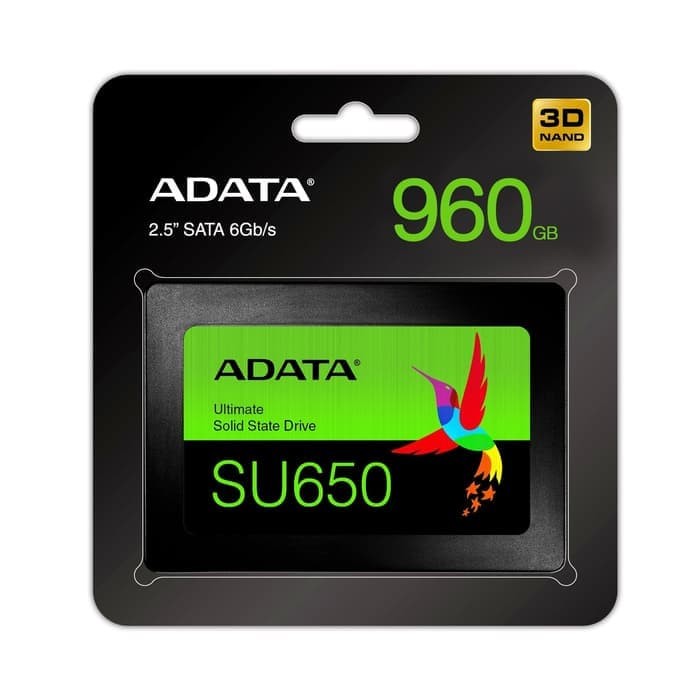 3D
NAND
ADATA®
960GB
2.5” SATA 6Gb/s
ADATA®
Ultimate
Solid State Drive
SU650